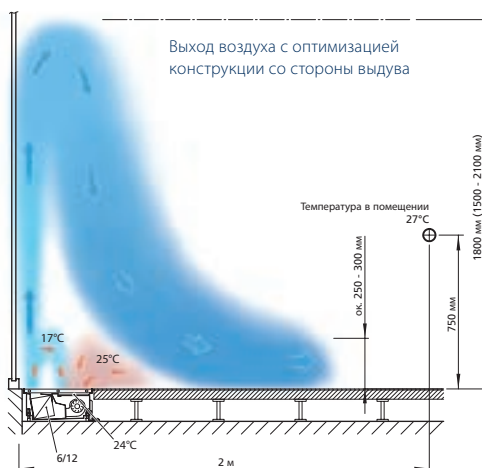 Выход воздуха с оптимизацией
конструкции со стороны выдува
Температура в помещении
27°C
1800 мм (1500 - 2100 мм)
ок. 250 - 300 мм
750 мм
17°C
25°C
24°C
6/12
2 м